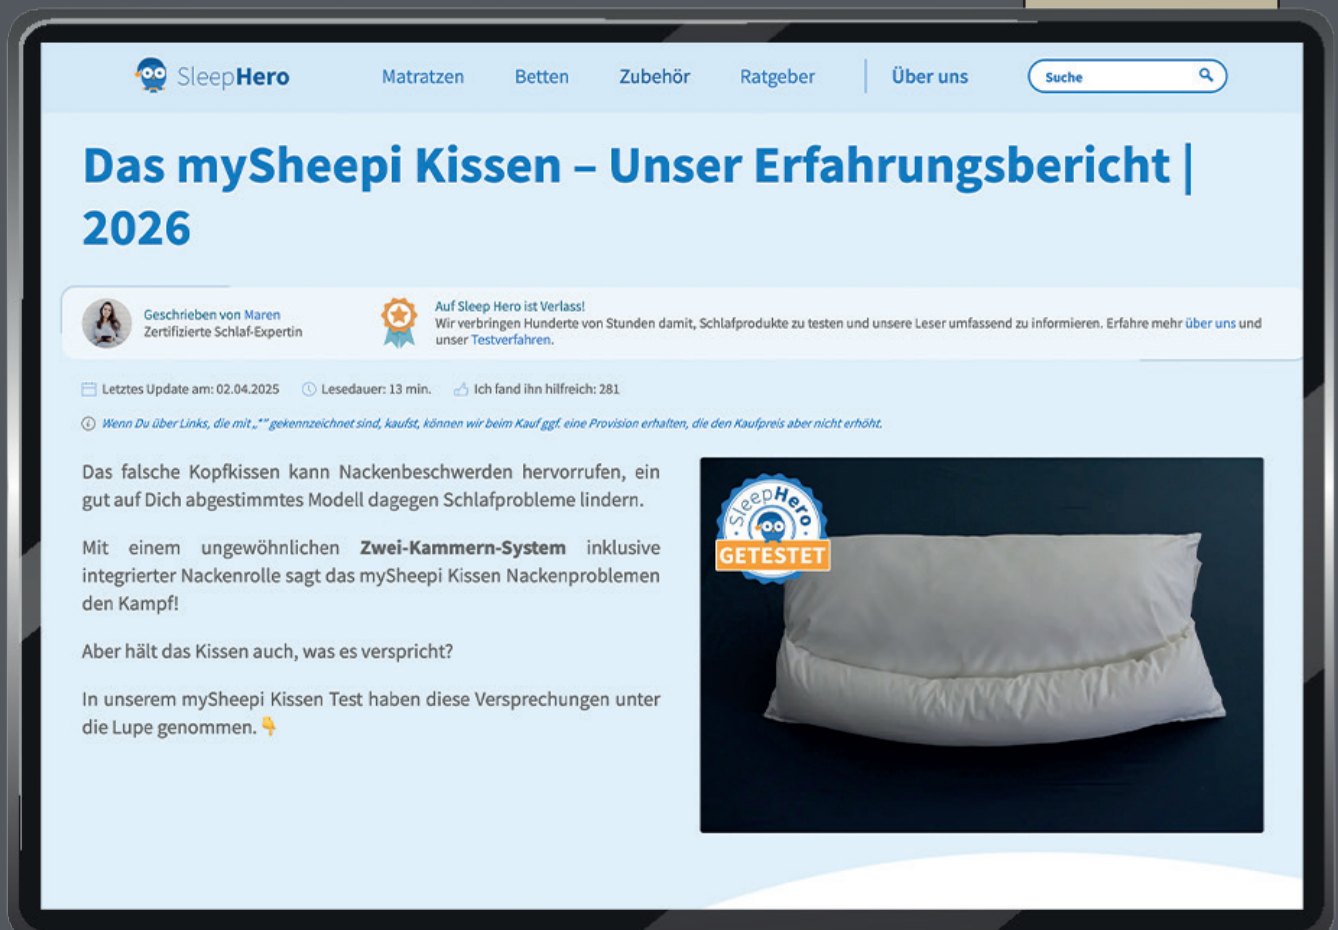 SleepHero
Matratzen
Betten
Zubehör
Ratgeber
Über uns
Suche
Das mySheepi Kissen – Unser Erfahrungsbericht |
2026
Geschrieben von Maren
Zertifizierte Schlaf-Expertin
Auf Sleep Hero ist Verlass!
Wir verbringen Hunderte von Stunden damit, Schlafprodukte zu testen und unsere Leser umfassend zu informieren. Erfahre mehr über uns und
unser Testverfahren.
Letztes Update am: 02.04.2025
Lesedauer: 13 min.
Ich fand ihn hilfreich: 281
Wenn Du über Links, die mit „*“ gekennzeichnet sind, kaufst, können wir beim Kauf ggf. eine Provision erhalten, die den Kaufpreis aber nicht erhöht.
Das falsche Kopfkissen kann Nackenbeschwerden hervorrufen, ein
gut auf Dich abgestimmtes Modell dagegen Schlafprobleme lindern.
Mit einem ungewöhnlichen Zwei-Kammern-System inklusive
integrierter Nackenrolle sagt das mySheepi Kissen Nackenproblemen
den Kampf!
Aber hält das Kissen auch, was es verspricht?
In unserem mySheepi Kissen Test haben diese Versprechungen unter
die Lupe genommen. 👇
SleepHero
GETESTET